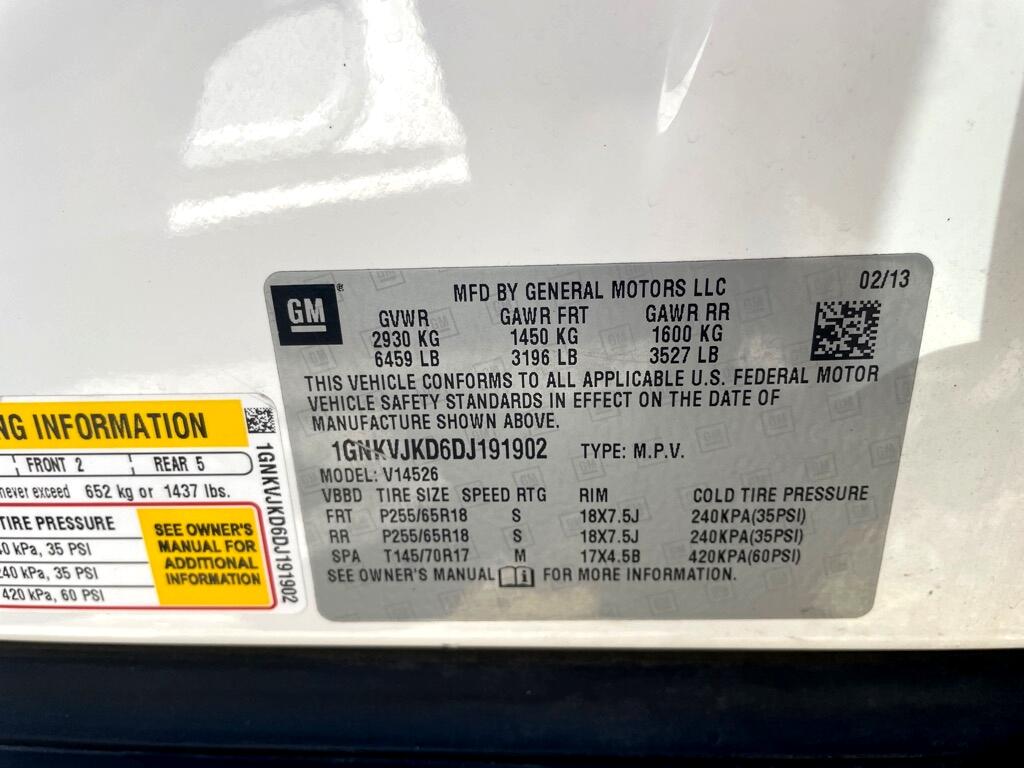 GM ®
MFD BY GENERAL MOTORS LLC 02/13
GVWR GAWR FRT GAWR RR
2930 KG 1450 KG 1600 KG
6459 LB 3196 LB 3527 LB
THIS VEHICLE CONFORMS TO ALL APPLICABLE U.S. FEDERAL MOTOR
VEHICLE SAFETY STANDARDS IN EFFECT ON THE DATE OF
MANUFACTURE SHOWN ABOVE.
1GNKVJKD6DJ191902 TYPE: M.P.V.
MODEL: V14526
VBBD TIRE SIZE SPEED RTG RIM COLD TIRE PRESSURE
FRT P255/65R18 S 18X7.5J 240KPA(35PSI)
RR P255/65R18 S 18X7.5J 240KPA(35PSI)
SPA T145/70R17 M 17X4.5B 420KPA(60PSI)
SEE OWNER'S MANUAL i FOR MORE INFORMATION.
NG INFORMATION
FRONT 2 REAR 5
never exceed 652 kg or 1437 lbs.
TIRE PRESSURE
40 kPa, 35 PSI
240 kPa, 35 PSI
420 kPa, 60 PSI
SEE OWNER'S
MANUAL FOR
ADDITIONAL
INFORMATION
1GNKVJKD6DJ191902